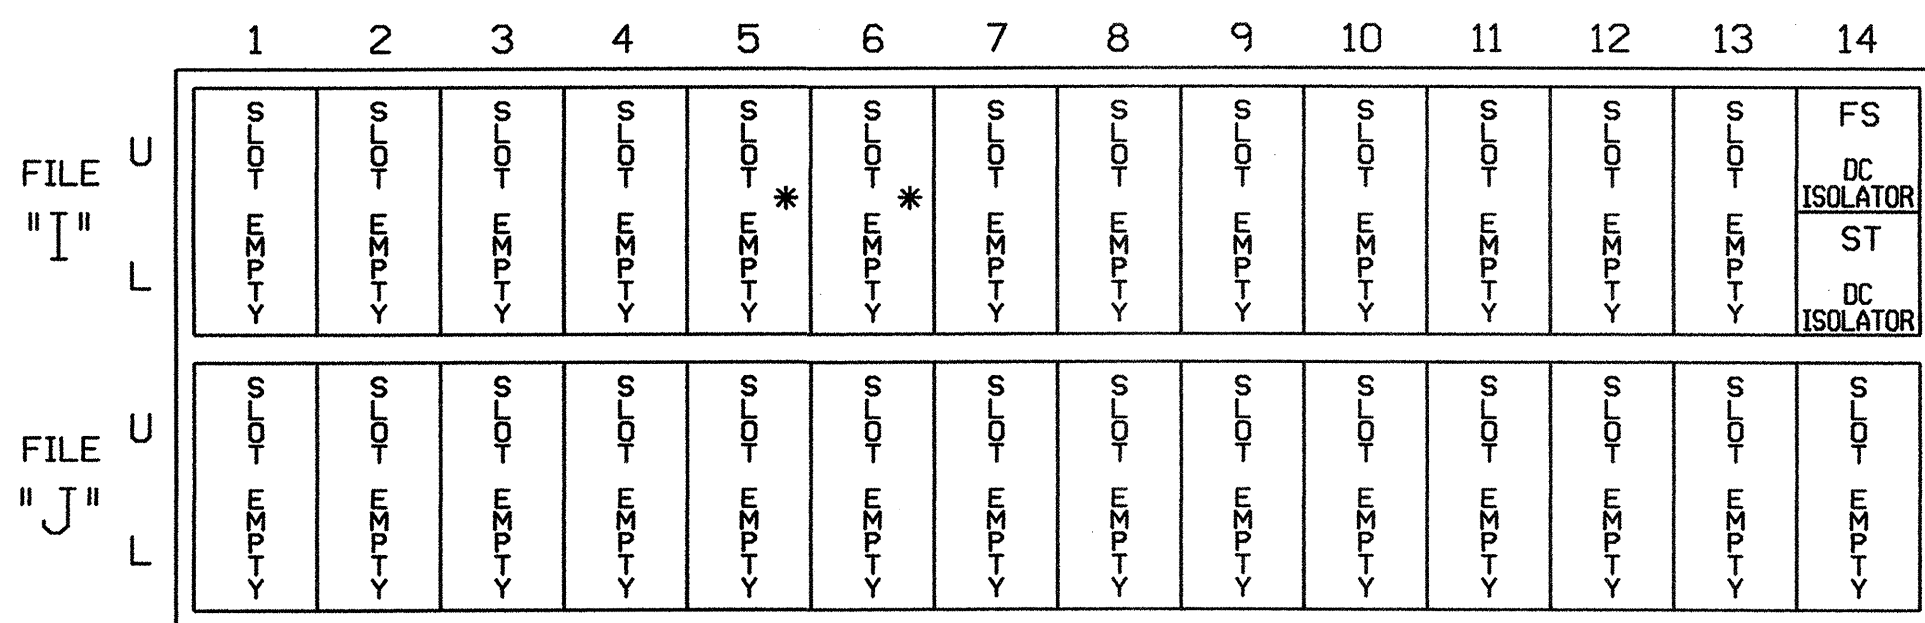 1 2 3 4 5 6 7 8 9 10 11 12 13 14
FILE
"I"
U
L
SLOT EMPTY
SLOT EMPTY
SLOT EMPTY
SLOT EMPTY
SLOT EMPTY *
SLOT EMPTY *
SLOT EMPTY
SLOT EMPTY
SLOT EMPTY
SLOT EMPTY
SLOT EMPTY
SLOT EMPTY
SLOT EMPTY
FS
DC
ISOLATOR
ST
DC
ISOLATOR
FILE
"J"
U
L
SLOT EMPTY
SLOT EMPTY
SLOT EMPTY
SLOT EMPTY
SLOT EMPTY
SLOT EMPTY
SLOT EMPTY
SLOT EMPTY
SLOT EMPTY
SLOT EMPTY
SLOT EMPTY
SLOT EMPTY
SLOT EMPTY
SLOT EMPTY